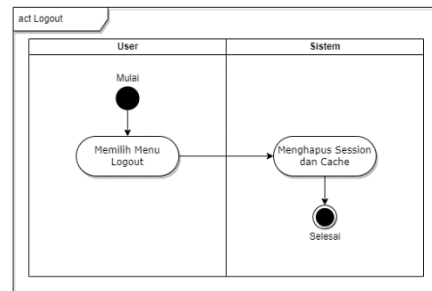 act Logout
User
Sistem
Mulai
Memilih Menu
Logout
Menghapus Session
dan Cache
Selesai